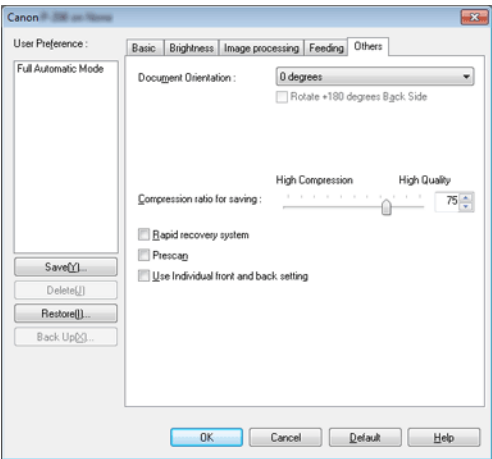 Canon
User Preference :
Full Automatic Mode
Save(Y)...
Delete(J)
Restore(I)...
Back Up(X)...
Basic Brightness Image processing Feeding Others
Document Orientation : 0 degrees
Rotate +180 degrees Back Side
High Compression High Quality
Compression ratio for saving : 75
Rapid recovery system
Prescan
Use Individual front and back setting
OK Cancel Default Help